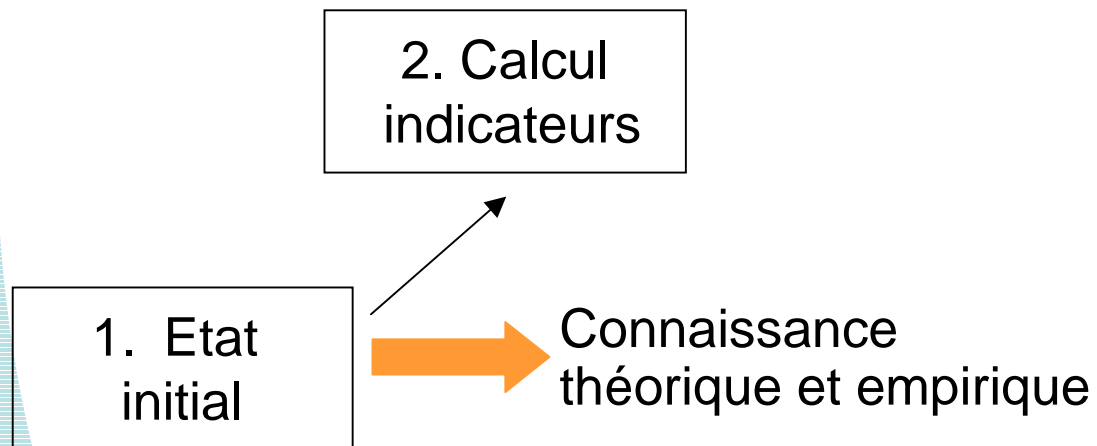 2. Calcul
indicateurs
1. Etat
initial
Connaissance
théorique et empirique